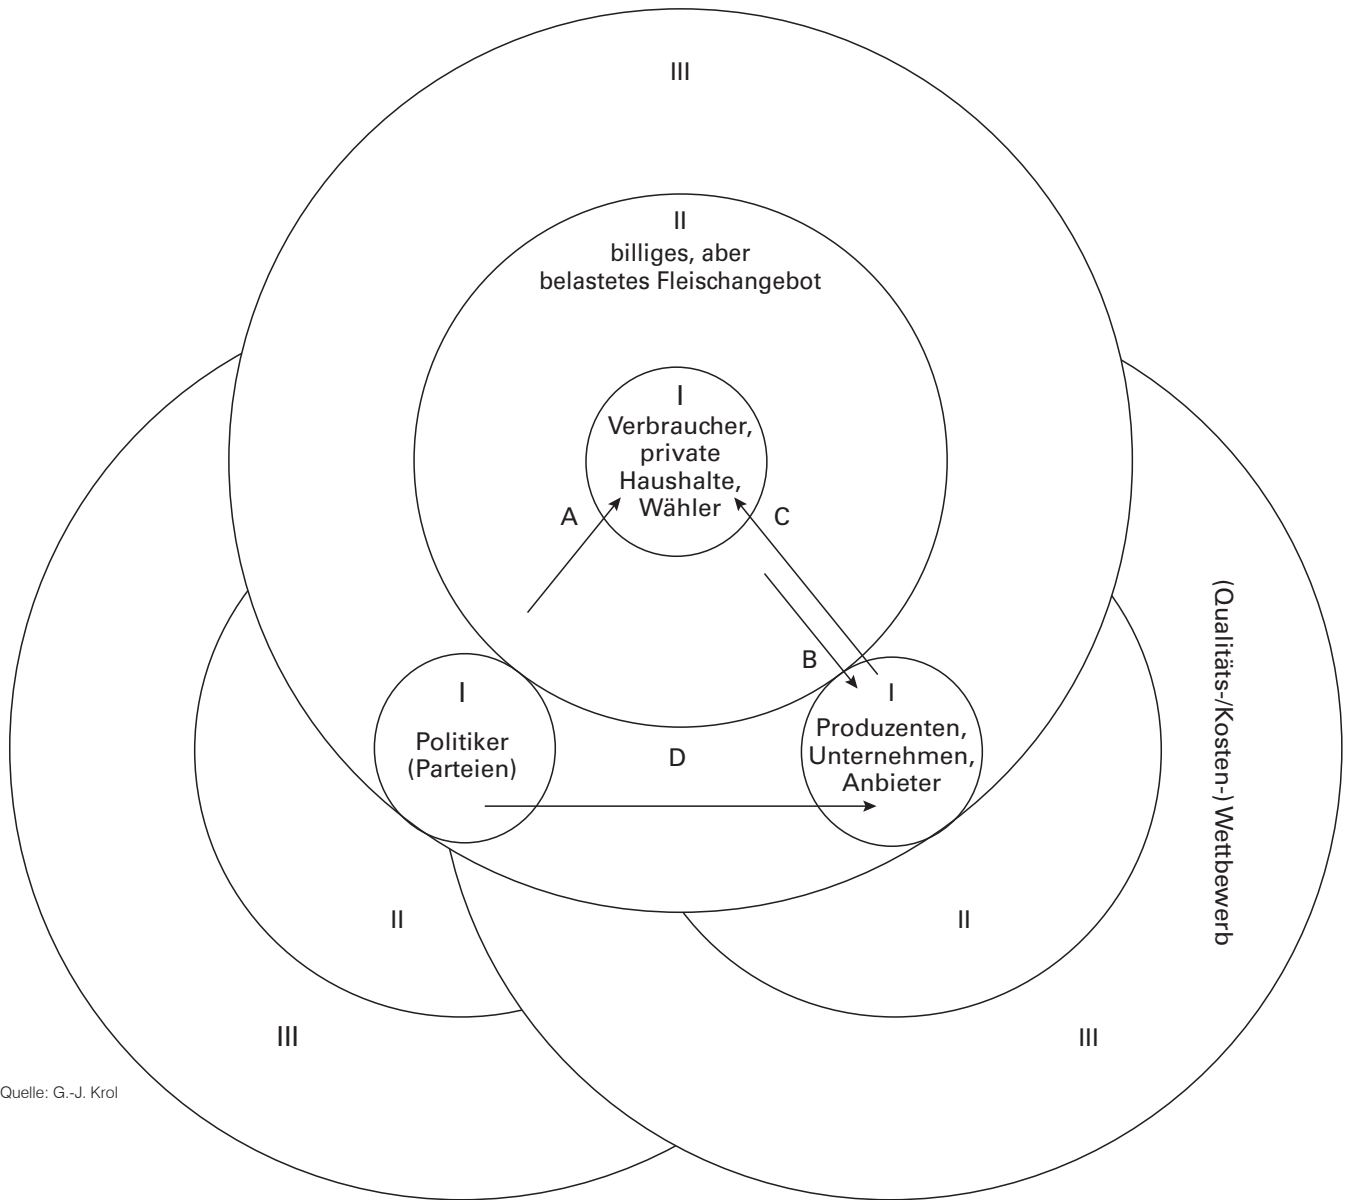 III
II
billiges, aber
belastetes Fleischangebot
I
Verbraucher,
private
Haushalte,
Wähler
A
C
B
I
Politiker
(Parteien)
D
I
Produzenten,
Unternehmen,
Anbieter
(Qualitäts-/Kosten-) Wettbewerb
II
II
III
III
Quelle: G.-J. Krol